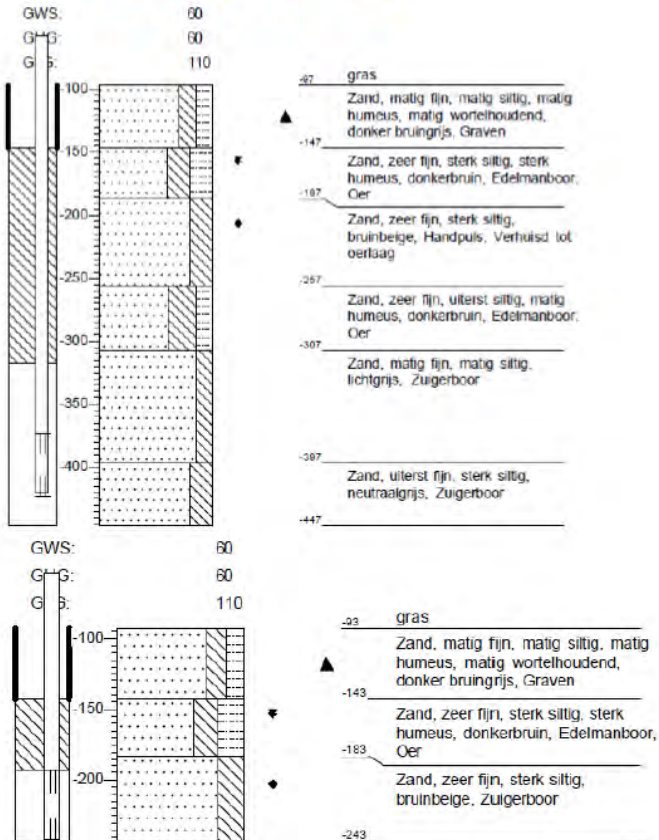 GWS: 60
60
110
-97 gras
-100
Zand, matig fijn, matig siltig, matig
humeus, matig wortelhoudend,
donker bruingrijs, Graven
-147
-150
Zand, zeer fijn, sterk siltig, sterk
humeus, donkerbruin, Edelmanboor,
Oer
-200
Zand, zeer fijn, sterk siltig,
bruinbeige, Handpuls, Verhuisd tot
oerlaag
-250
-257
Zand, zeer fijn, uiterst siltig, matig
humeus, donkerbruin, Edelmanboor,
Oer
-300
-307
Zand, matig fijn, matig siltig,
lichtgrijs, Zuigerboor
-350
-397
-400
Zand, uiterst fijn, sterk siltig,
neutraalgrijs, Zuigerboor
-447
GWS: 60
60
110
-93 gras
-100
Zand, matig fijn, matig siltig, matig
humeus, matig wortelhoudend,
donker bruingrijs, Graven
-143
-150
Zand, zeer fijn, sterk siltig, sterk
humeus, donkerbruin, Edelmanboor,
Oer
-183
-200
Zand, zeer fijn, sterk siltig,
bruinbeige, Zuigerboor
-243